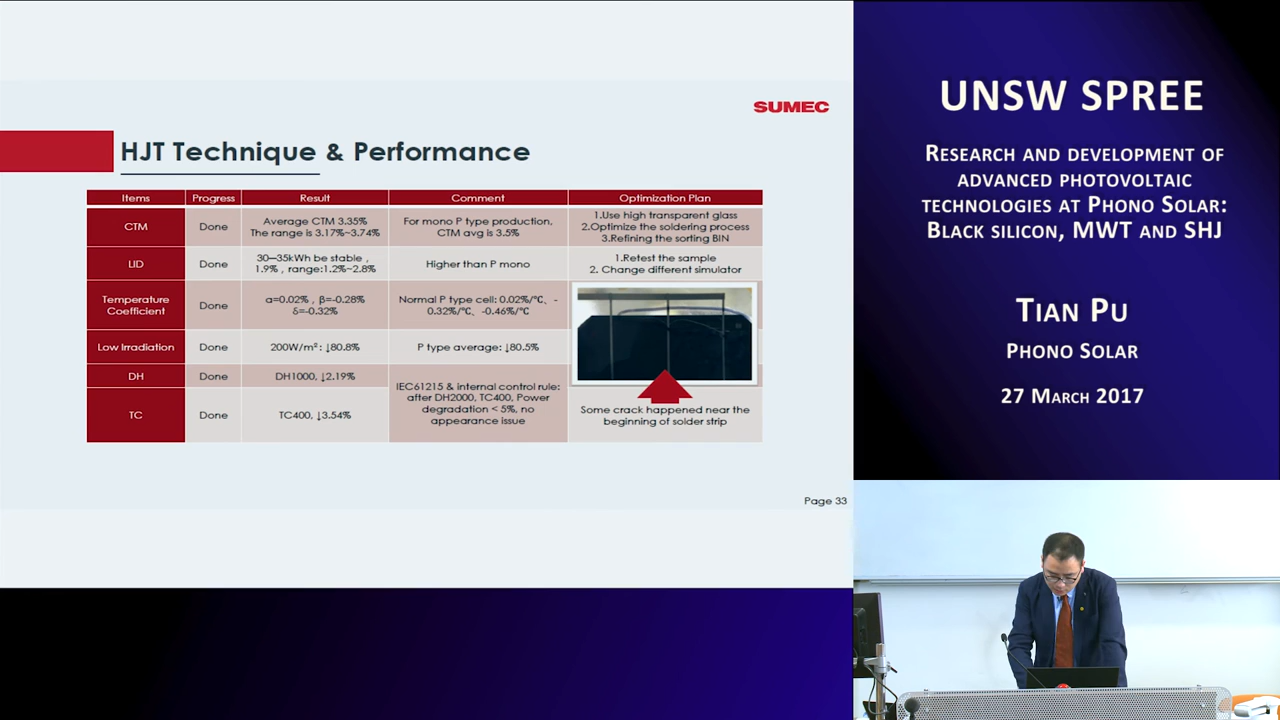 SUMEC
HJT Technique & Performance
Items Progress Result Comment Optimization Plan
CTM Done Average CTM 3.35% The range is 3.17%~3.74% For mono P type production, CTM avg is 3.5% 1.Use high transparent glass 2.Optimize the soldering process 3.Refining the sorting BIN
LID Done 30—35kWh be stable , 1.9% , range:1.2%~2.8% Higher than P mono 1.Retest the sample 2. Change different simulator
Temperature Coefficient Done α=0.02% , β=-0.28% δ=-0.32% Normal P type cell: 0.02%/℃、-0.32%/℃、-0.46%/℃
Low Irradiation Done 200W/m²: ↓80.8% P type average: ↓80.5%
DH Done DH1000, ↓2.19%
TC Done TC400, ↓3.54%
IEC61215 & internal control rule:
after DH2000, TC400, Power
degradation < 5%, no
appearance issue
Some crack happened near the
beginning of solder strip
Page 33
UNSW SPREE
Research and development of
advanced photovoltaic
technologies at Phono Solar:
Black silicon, MWT and SHJ
Tian Pu
Phono Solar
27 March 2017